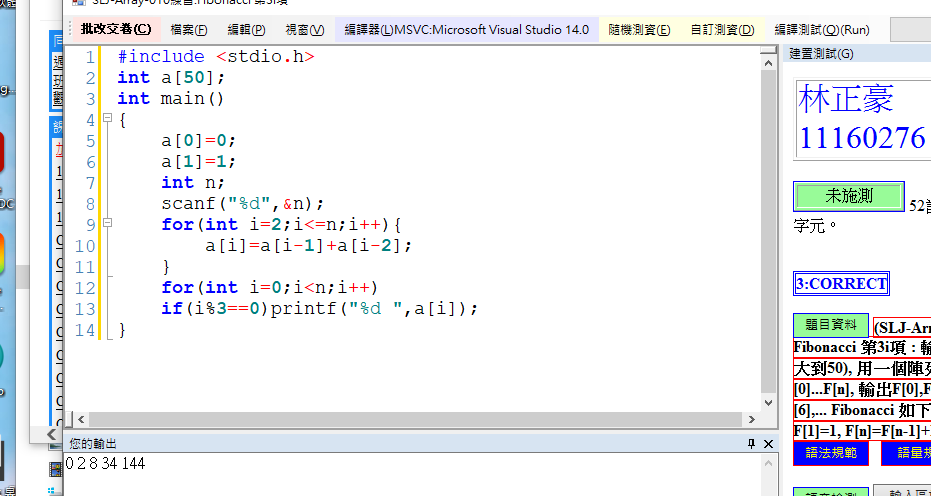 SLJ-Array-010練習:Fibonacci 第3i項
批改交卷(C) 檔案(F) 編輯(P) 視窗(V) 編譯器(L)MSVC:Microsoft Visual Studio 14.0 隨機測資(E) 自訂測資(D) 編譯測試(Q)(Run)
建置測試(G)
1 #include <stdio.h>
2 int a[50];
3 int main()
4 {
5 a[0]=0;
6 a[1]=1;
7 int n;
8 scanf("%d",&n);
9 for(int i=2;i<=n;i++){
10 a[i]=a[i-1]+a[i-2];
11 }
12 for(int i=0;i<n;i++)
13 if(i%3==0)printf("%d ",a[i]);
14 }
您的輸出
0 2 8 34 144
林正豪
11160276
未施測
字元。
3:CORRECT
題目資料 (SLJ-Arr
Fibonacci 第3i項：輸
大到50), 用一個陣列
[0]...F[n], 輸出F[0],F
[6],... Fibonacci 如下
F[1]=1, F[n]=F[n-1]+
語法規範 語量規